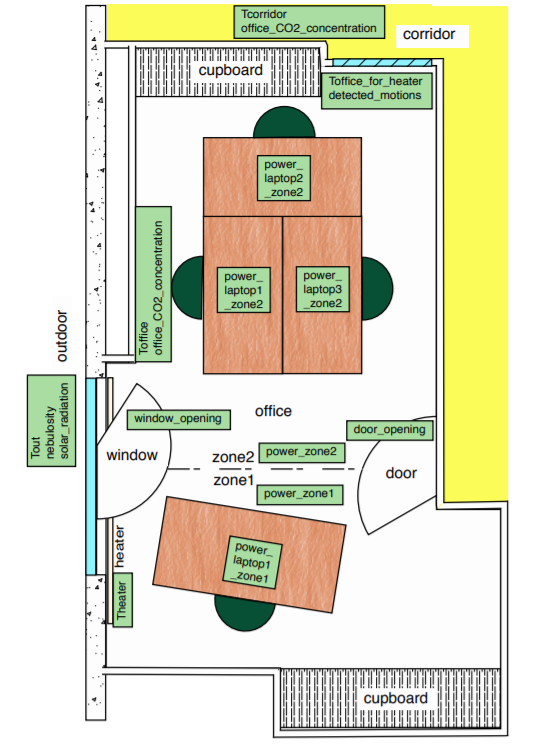 Tcorridor
office_CO2_concentration
corridor
cupboard
Toffice_for_heater
detected_motions
power_
laptop2
_zone2
power_
laptop1
_zone2
power_
laptop3
_zone2
Toffice
office_CO2_concentration
outdoor
Tout
nebulosity
solar_radiation
window_opening
office
door_opening
window
zone2
power_zone2
door
zone1
power_zone1
heater
power_
laptop1
_zone1
Theater
cupboard